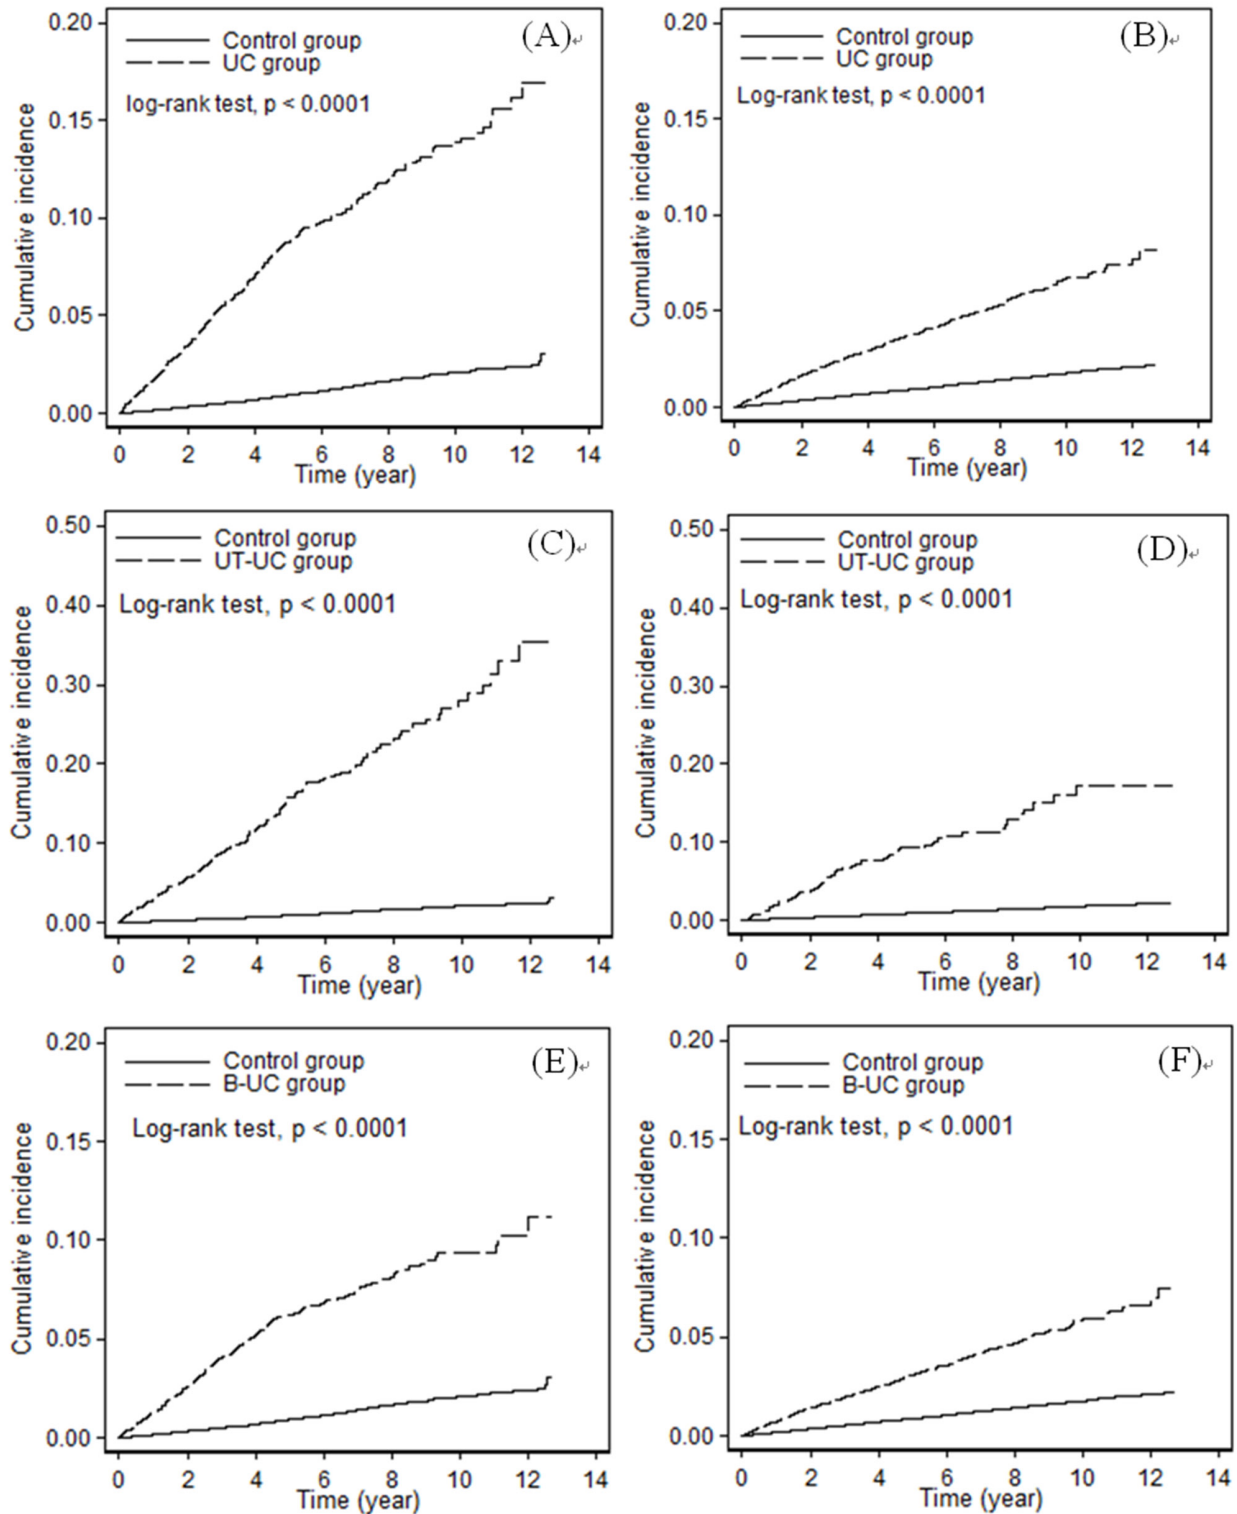 0.20
0.15
0.10
0.05
0.00
Cumulative incidence
Control group
UC group
log-rank test, p < 0.0001
(A)
0 2 4 6 8 10 12 14
Time (year)
0.20
0.15
0.10
0.05
0.00
Cumulative incidence
Control group
UC group
Log-rank test, p < 0.0001
(B)
0 2 4 6 8 10 12 14
Time (year)
0.50
0.40
0.30
0.20
0.10
0.00
Cumulative incidence
Control gorup
UT-UC group
Log-rank test, p < 0.0001
(C)
0 2 4 6 8 10 12 14
Time (year)
0.50
0.40
0.30
0.20
0.10
0.00
Cumulative incidence
Control group
UT-UC group
Log-rank test, p < 0.0001
(D)
0 2 4 6 8 10 12 14
Time (year)
0.20
0.15
0.10
0.05
0.00
Cumulative incidence
Control group
B-UC group
Log-rank test, p < 0.0001
(E)
0 2 4 6 8 10 12 14
Time (year)
0.20
0.15
0.10
0.05
0.00
Cumulative incidence
Control group
B-UC group
Log-rank test, p < 0.0001
(F)
0 2 4 6 8 10 12 14
Time (year)